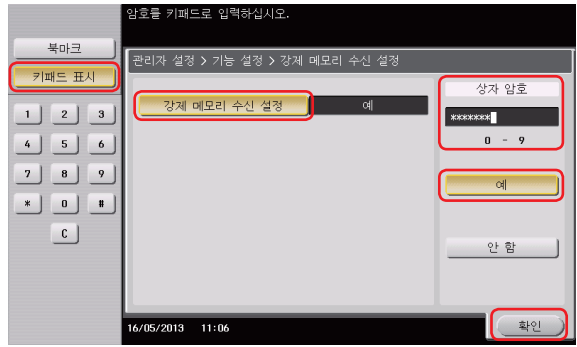 암호를 키패드로 입력하십시오.
북마크
키패드 표시
1 2 3
4 5 6
7 8 9
* 0 #
C
관리자 설정 > 기능 설정 > 강제 메모리 수신 설정
강제 메모리 수신 설정 예
상자 암호
*******
0 - 9
예
안 함
16/05/2013 11:06
확인